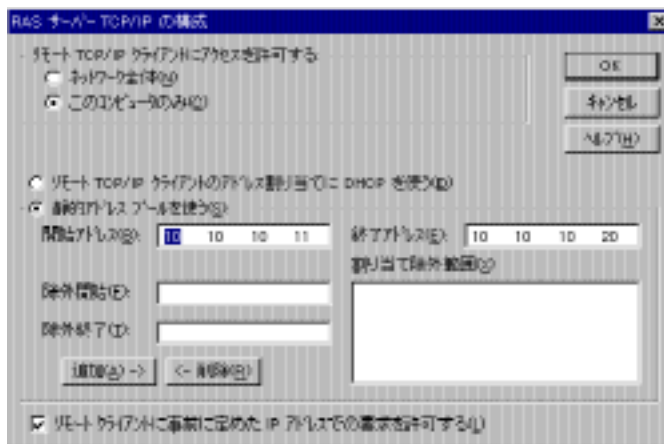 RAS サーバー TCP/IP の構成
リモート TCP/IP クライアントにアクセスを許可する:
ネットワーク全体(N)
このコンピュータのみ(C)
OK
キャンセル
ヘルプ(H)
リモート TCP/IP クライアントのアドレス割り当てに DHCP を使う(D)
静的アドレス プールを使う(S):
開始アドレス(B): 10 10 10 11
終了アドレス(E): 10 10 10 20
割り当て除外範囲(X)
除外開始(F):
除外終了(T):
追加(A) ->
<- 削除(R)
リモート クライアントに事前に定めた IP アドレスでの要求を許可する(L)